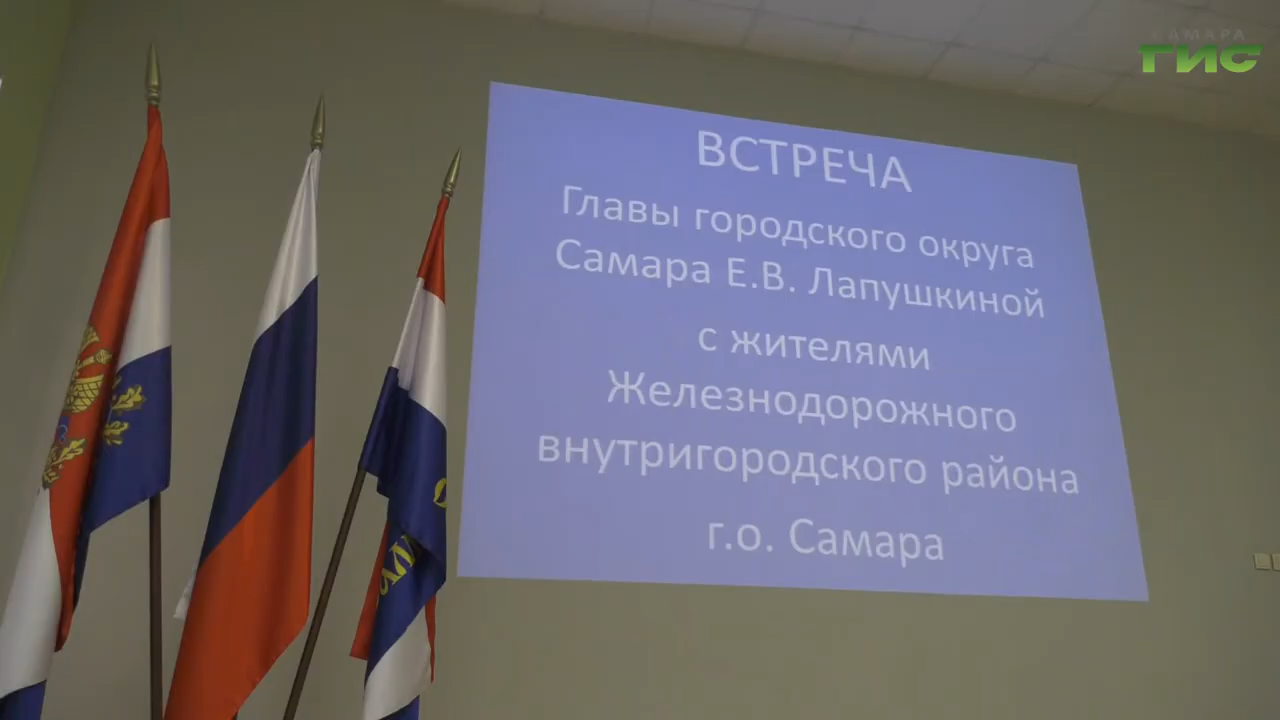 САМАРА
ГИС
ВСТРЕЧА
Главы городского округа
Самара Е.В. Лапушкиной
с жителями
Железнодорожного
внутригородского района
г.о. Самара